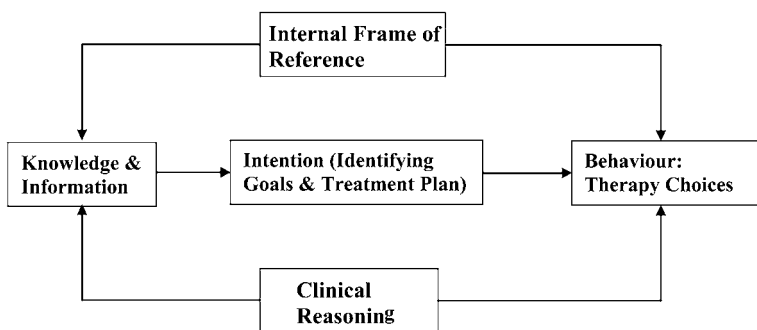 Internal Frame of
Reference
Knowledge &
Information
Intention (Identifying
Goals & Treatment Plan)
Behaviour:
Therapy Choices
Clinical
Reasoning